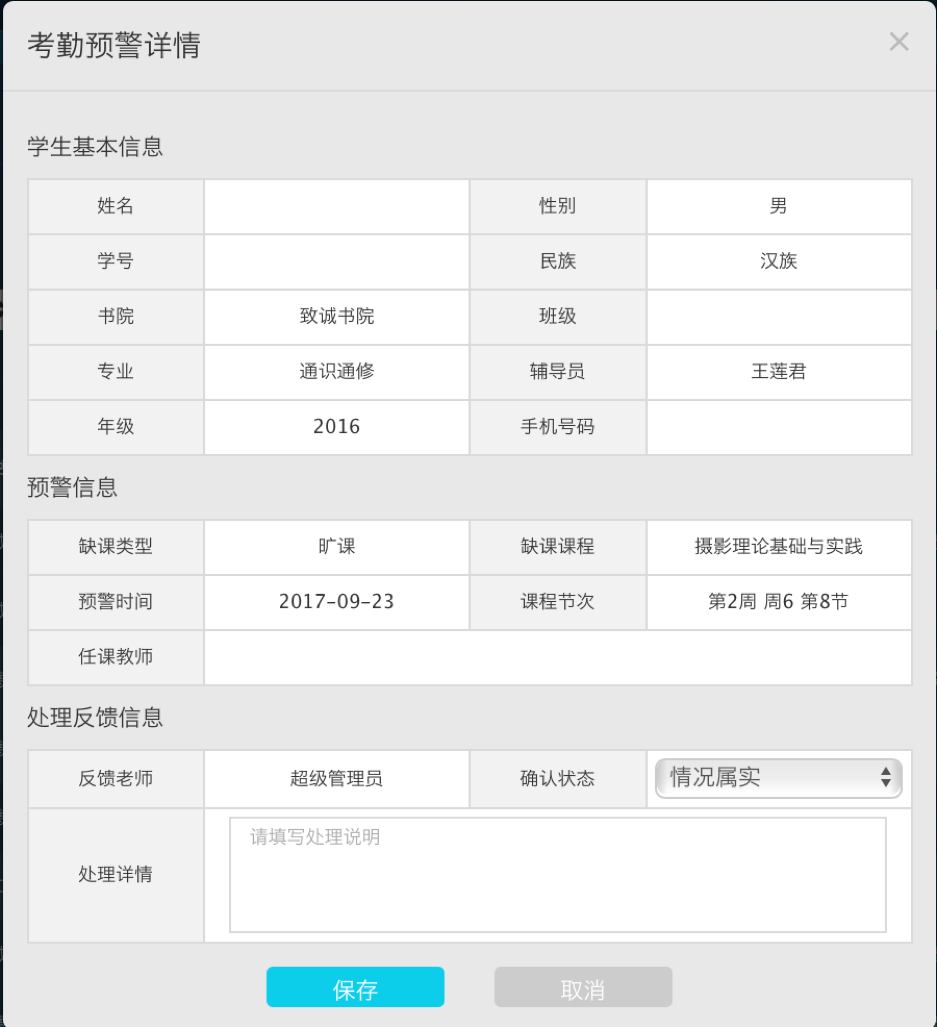 考勤预警详情
学生基本信息
姓名 性别 男
学号 民族 汉族
书院 致诚书院 班级
专业 通识通修 辅导员 王莲君
年级 2016 手机号码
预警信息
缺课类型 旷课 缺课课程 摄影理论基础与实践
预警时间 2017-09-23 课程节次 第2周 周6 第8节
任课教师
处理反馈信息
反馈老师 超级管理员 确认状态 情况属实
处理详情 请填写处理说明
保存 取消